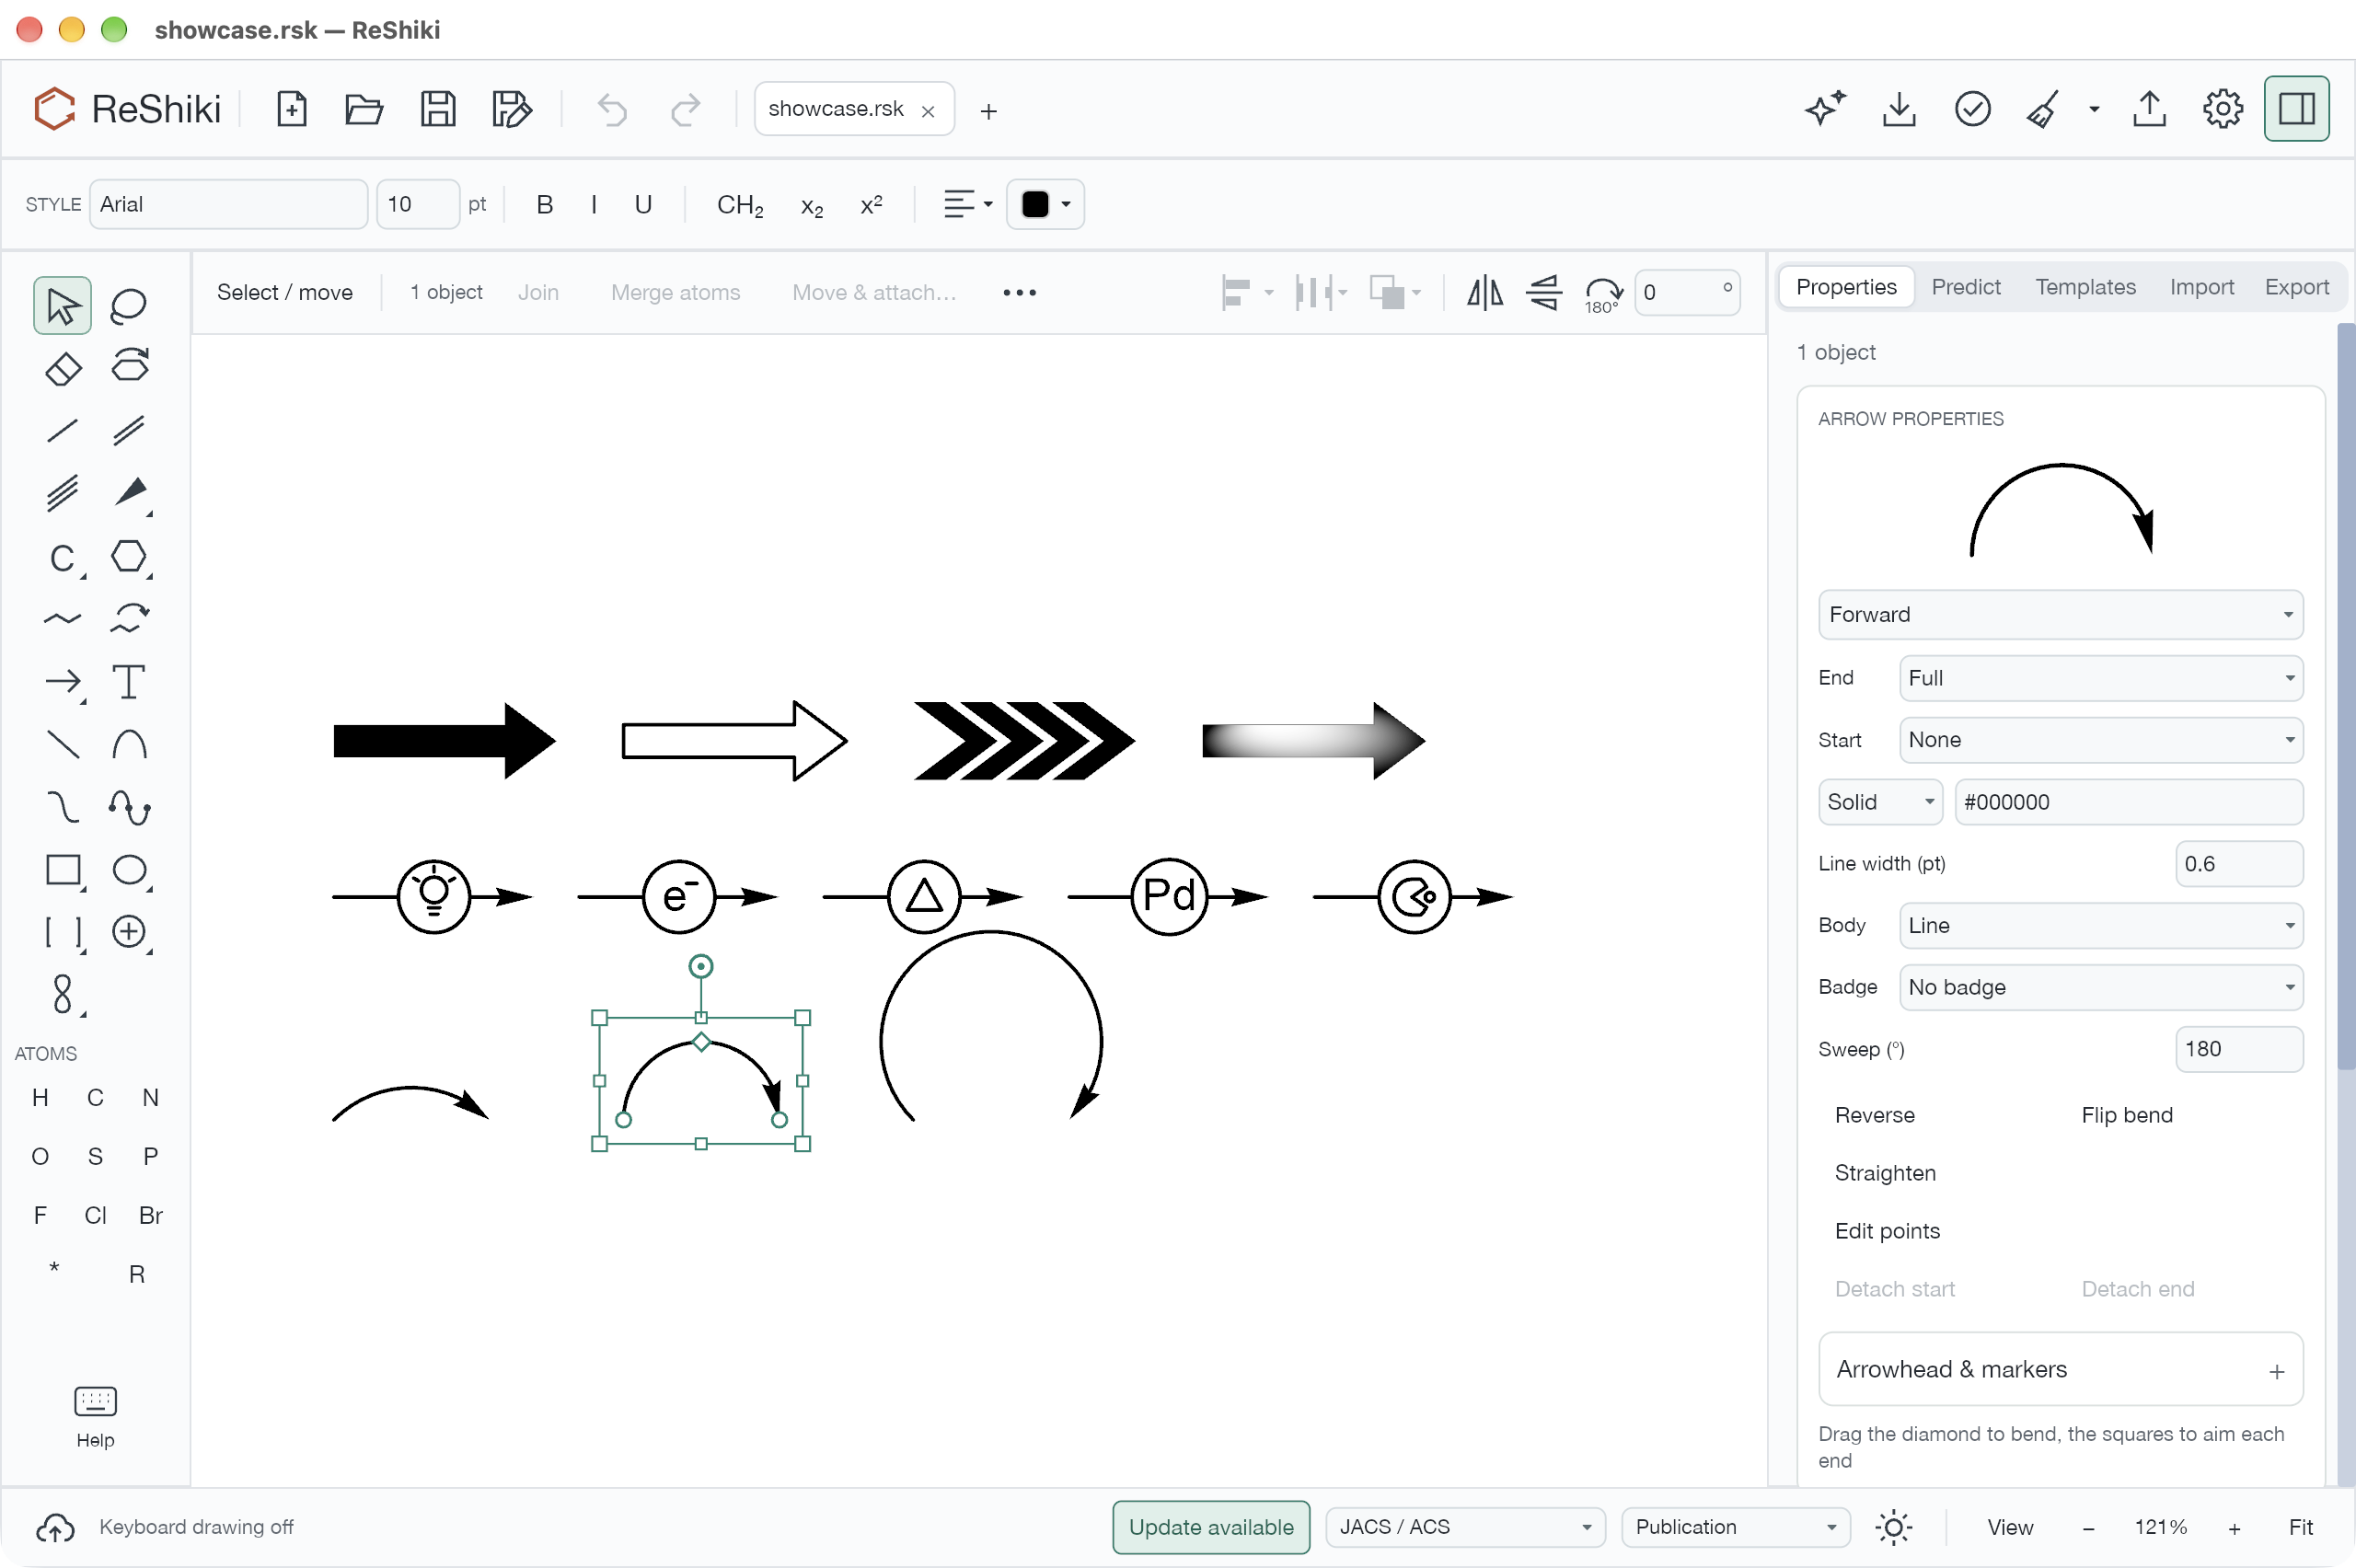 showcase.rsk — ReShiki
ReShiki
showcase.rsk × +
STYLE Arial 10 pt B I U CH₂ x₂ x²
Select / move 1 object Join Merge atoms Move & attach... ••• 180° 0 °
Properties Predict Templates Import Export
1 object
ARROW PROPERTIES
Forward
End Full
Start None
Solid #000000
Line width (pt) 0.6
Body Line
Badge No badge
Sweep (°) 180
Reverse Flip bend
Straighten
Edit points
Detach start Detach end
Arrowhead & markers +
Drag the diamond to bend, the squares to aim each
end
C
T
[ ]
ATOMS
H C N
O S P
F Cl Br
* R
Help
e⁻ Pd
Keyboard drawing off Update available JACS / ACS Publication View − 121% + Fit